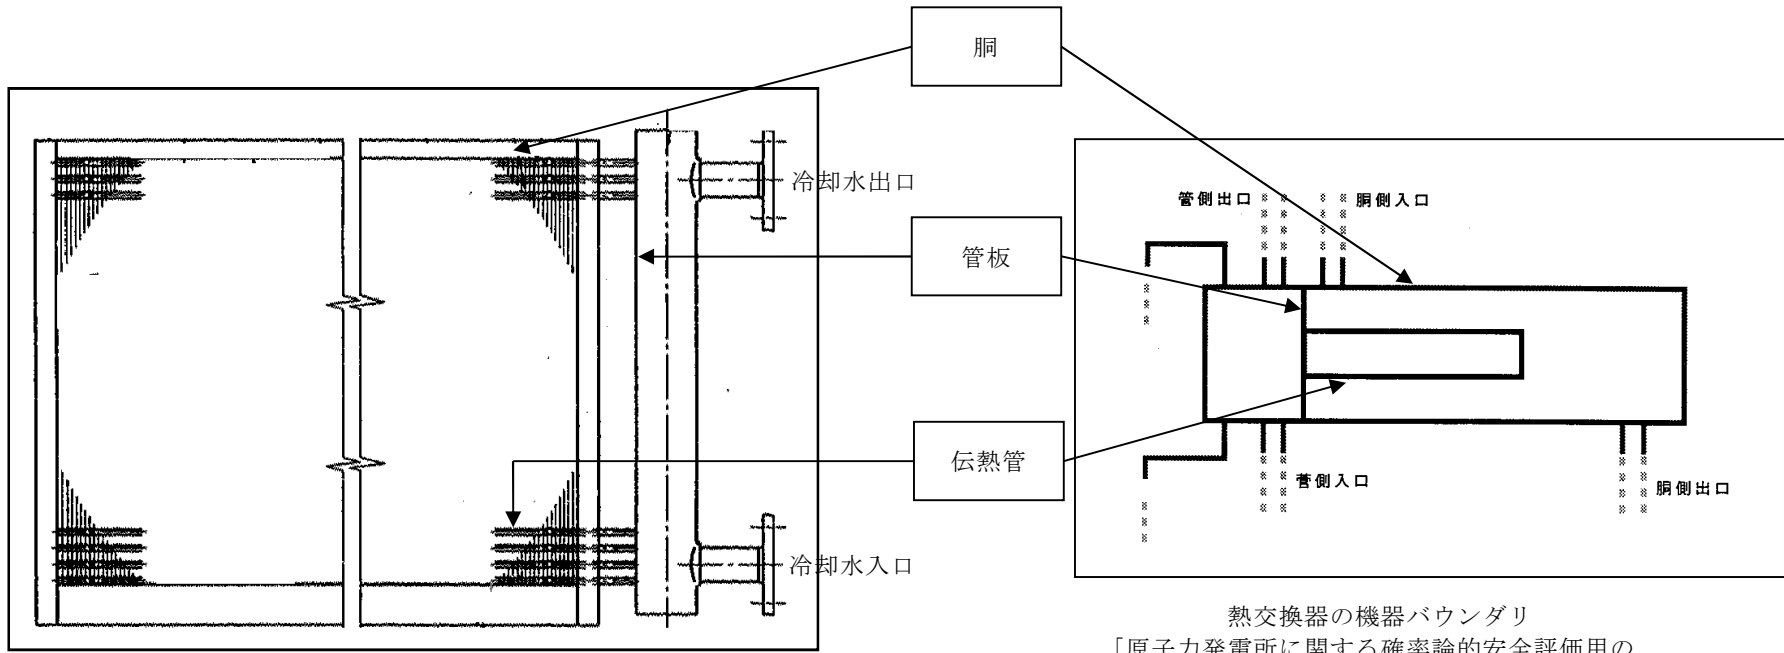 胴
冷却水出口
管側出口
胴側入口
管板
伝熱管
管側入口
胴側出口
冷却水入口
熱交換器の機器バウンダリ
「原子力発電所に関する確率論的安全評価用の